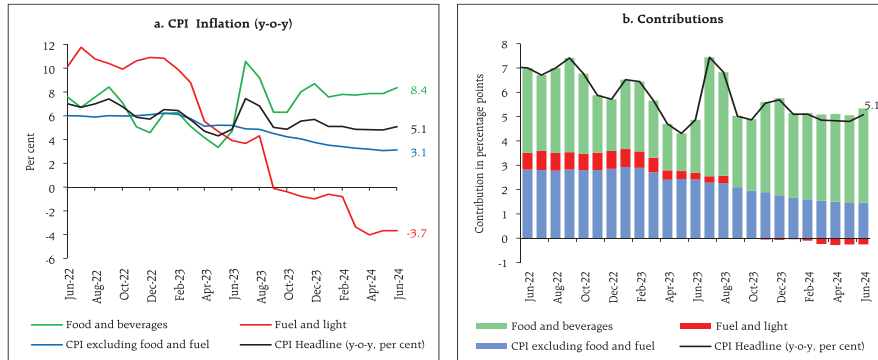 a. CPI Inflation (y-o-y)
Per cent
12
10
8
6
4
2
0
-2
-4
-6
8.4
5.1
3.1
-3.7
Jun-22
Aug-22
Oct-22
Dec-22
Feb-23
Apr-23
Jun-23
Aug-23
Oct-23
Dec-23
Feb-24
Apr-24
Jun-24
Food and beverages
Fuel and light
CPI excluding food and fuel
CPI Headline (y-o-y, per cent)
b. Contributions
Contribution in percentage points
8
7
6
5
4
3
2
1
0
-1
5.1
Jun-22
Aug-22
Oct-22
Dec-22
Feb-23
Apr-23
Jun-23
Aug-23
Oct-23
Dec-23
Feb-24
Apr-24
Jun-24
Food and beverages
Fuel and light
CPI excluding food and fuel
CPI Headline (y-o-y, per cent)